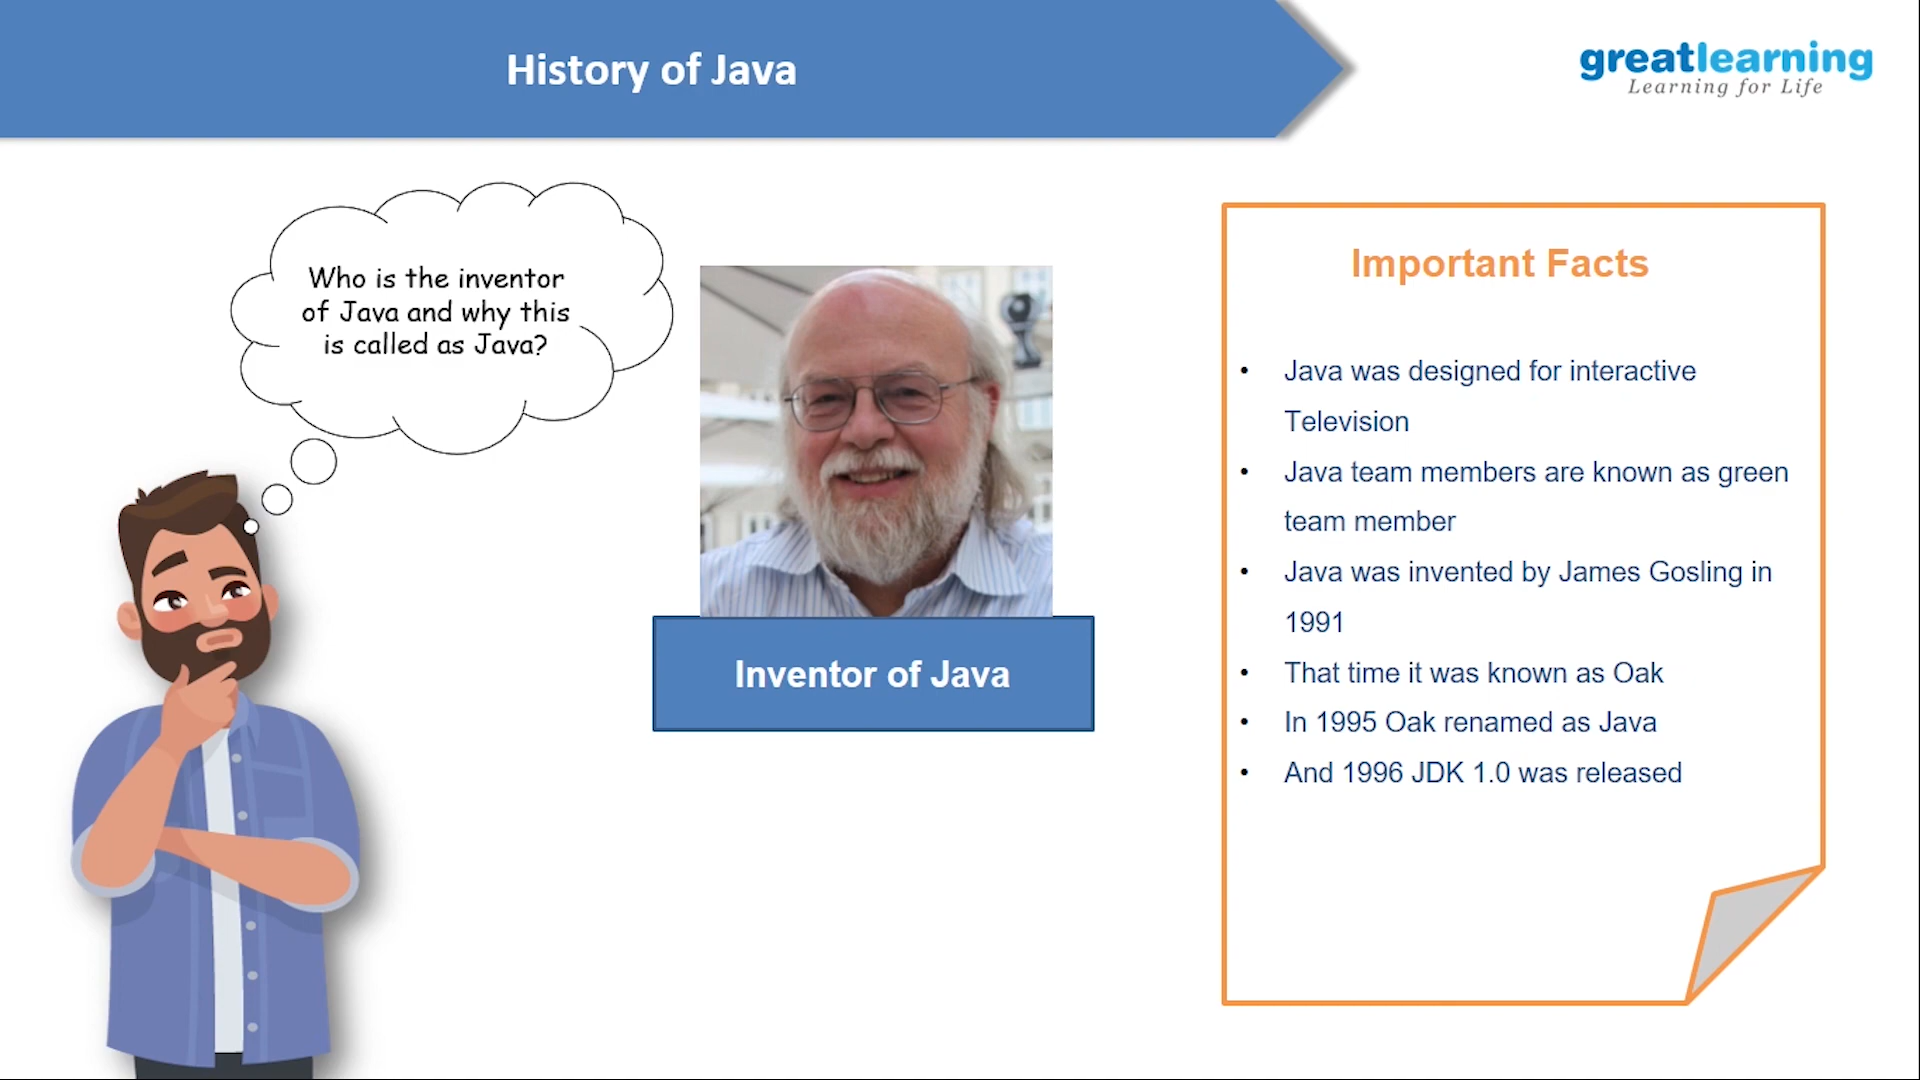 History of Java
greatlearning
Learning for Life
Who is the inventor
of Java and why this
is called as Java?
Inventor of Java
Important Facts
• Java was designed for interactive
Television
• Java team members are known as green
team member
• Java was invented by James Gosling in
1991
• That time it was known as Oak
• In 1995 Oak renamed as Java
• And 1996 JDK 1.0 was released